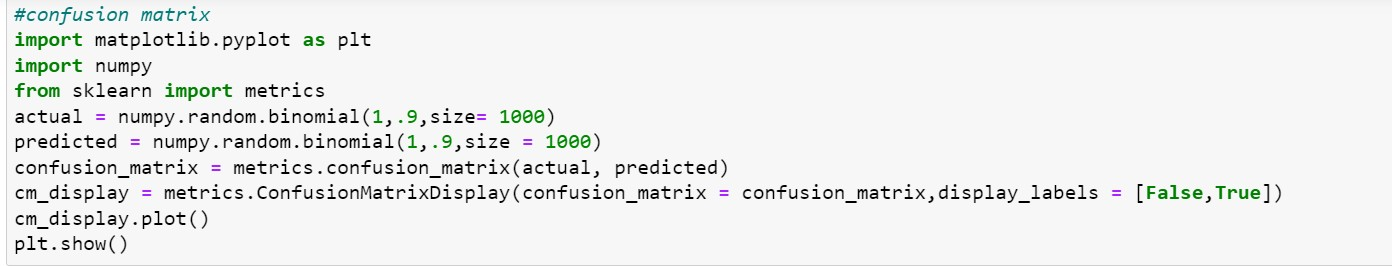 #confusion matrix
import matplotlib.pyplot as plt
import numpy
from sklearn import metrics
actual = numpy.random.binomial(1,.9,size= 1000)
predicted = numpy.random.binomial(1,.9,size = 1000)
confusion_matrix = metrics.confusion_matrix(actual, predicted)
cm_display = metrics.ConfusionMatrixDisplay(confusion_matrix = confusion_matrix,display_labels = [False,True])
cm_display.plot()
plt.show()